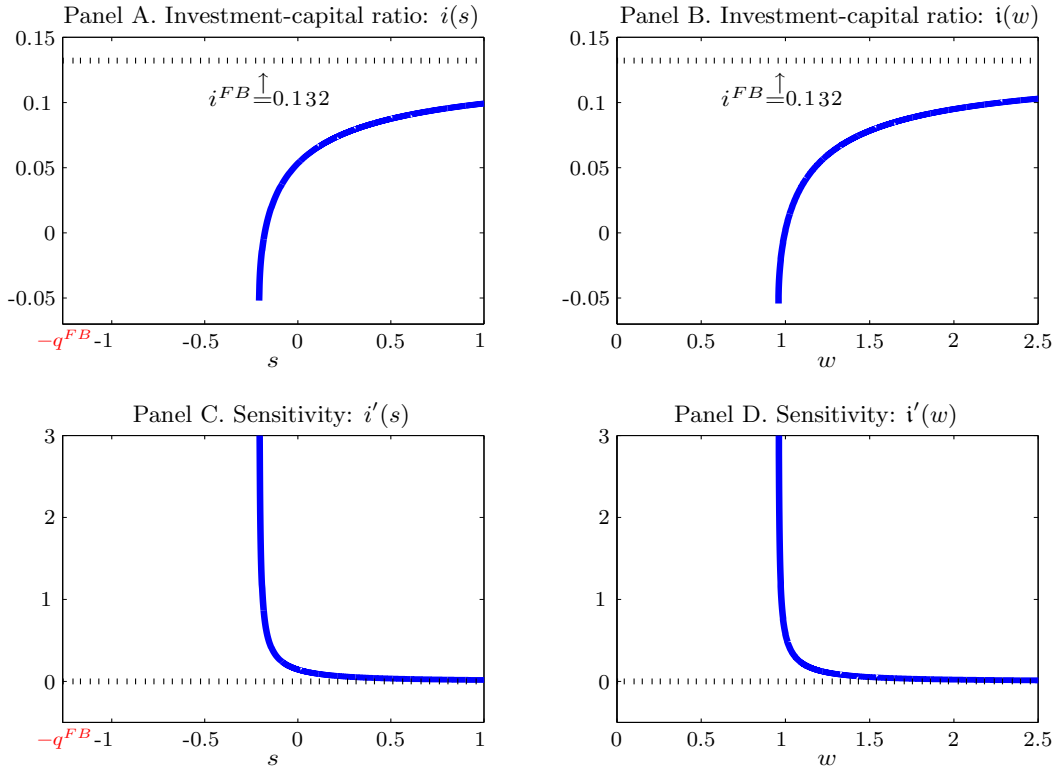 Panel A. Investment-capital ratio: i(s)
0.15
0.1
0.05
0
-0.05
i^{FB}=0.132
↑
−q^{FB} -1 -0.5 0 0.5 1
s
Panel B. Investment-capital ratio: 𝔦(w)
0.15
0.1
0.05
0
-0.05
↑
i^{FB}=0.132
0 0.5 1 1.5 2 2.5
w
Panel C. Sensitivity: i′(s)
3
2
1
0
−q^{FB} -1 -0.5 0 0.5 1
s
Panel D. Sensitivity: 𝔦′(w)
3
2
1
0
0 0.5 1 1.5 2 2.5
w